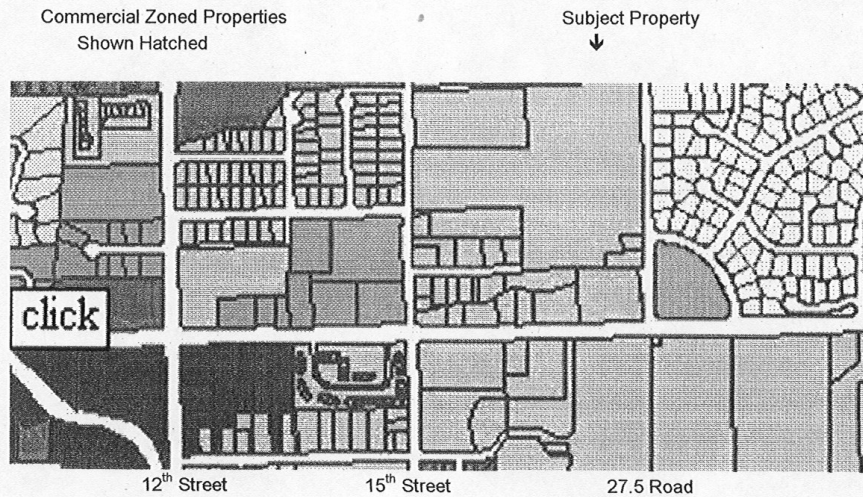 Commercial Zoned Properties
Shown Hatched
Subject Property
click
12th Street
15th Street
27.5 Road